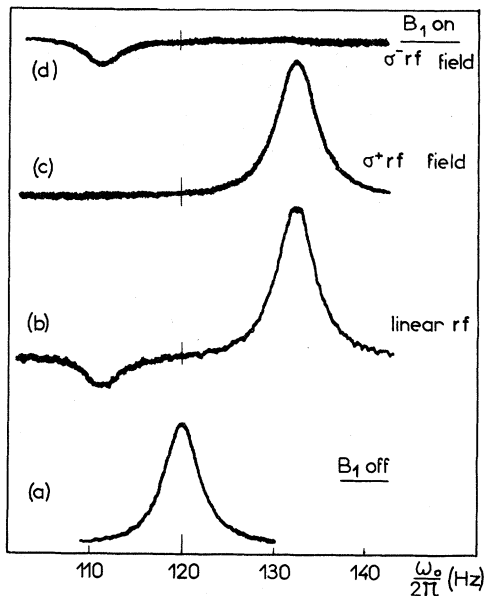 B₁ on
(d)
σ⁻rf field
(c)
σ⁺rf field
(b)
linear rf
(a)
B₁ off
110 120 130 140 ω₀/2π (Hz)